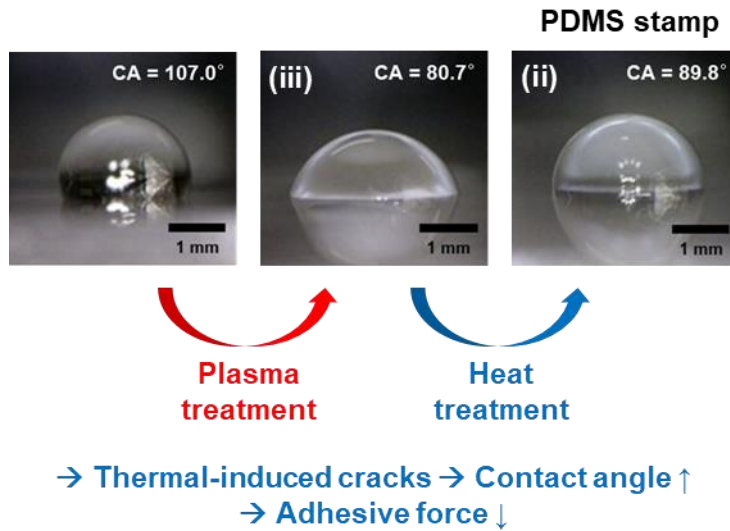 PDMS stamp
CA = 107.0°
(iii) CA = 80.7°
(ii) CA = 89.8°
1 mm
1 mm
1 mm
Plasma
treatment
Heat
treatment
→ Thermal-induced cracks → Contact angle ↑
→ Adhesive force ↓